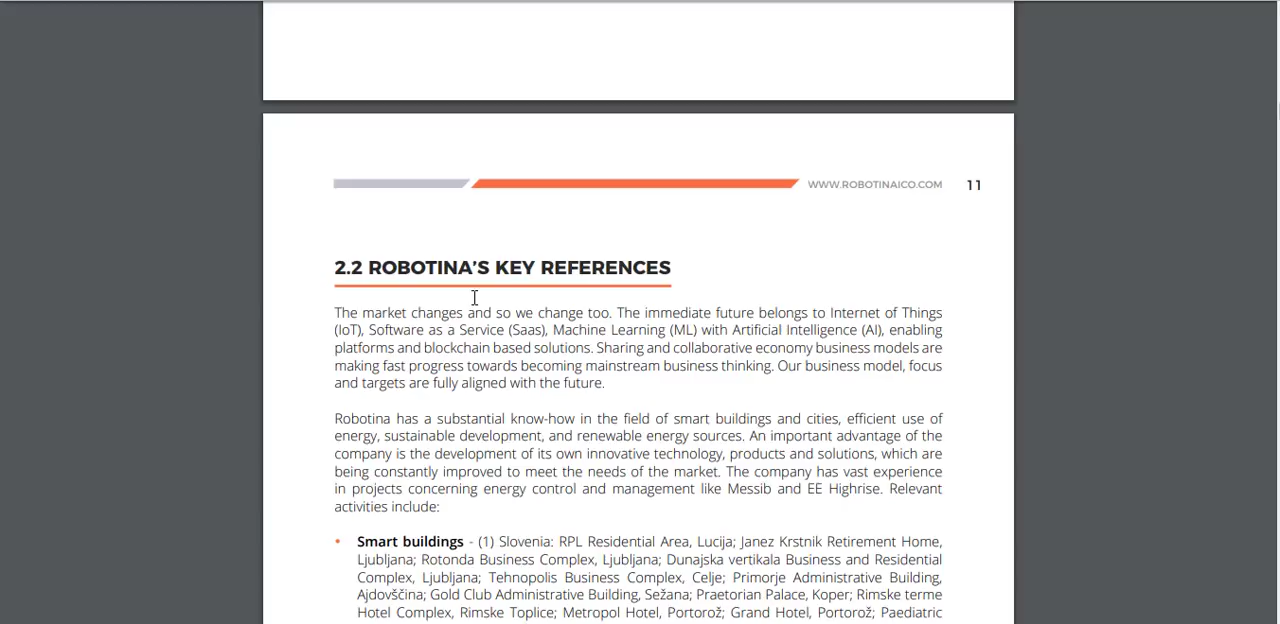 WWW.ROBOTINAICO.COM 11
2.2 ROBOTINA'S KEY REFERENCES
The market changes and so we change too. The immediate future belongs to Internet of Things
(IoT), Software as a Service (Saas), Machine Learning (ML) with Artificial Intelligence (AI), enabling
platforms and blockchain based solutions. Sharing and collaborative economy business models are
making fast progress towards becoming mainstream business thinking. Our business model, focus
and targets are fully aligned with the future.
Robotina has a substantial know-how in the field of smart buildings and cities, efficient use of
energy, sustainable development, and renewable energy sources. An important advantage of the
company is the development of its own innovative technology, products and solutions, which are
being constantly improved to meet the needs of the market. The company has vast experience
in projects concerning energy control and management like Messib and EE Highrise. Relevant
activities include:
• Smart buildings - (1) Slovenia: RPL Residential Area, Lucija; Janez Krstnik Retirement Home,
Ljubljana; Rotonda Business Complex, Ljubljana; Dunajska vertikala Business and Residential
Complex, Ljubljana; Tehnopolis Business Complex, Celje; Primorje Administrative Building,
Ajdovščina; Gold Club Administrative Building, Sežana; Praetorian Palace, Koper; Rimske terme
Hotel Complex, Rimske Toplice; Metropol Hotel, Portorož; Grand Hotel, Portorož; Paediatric